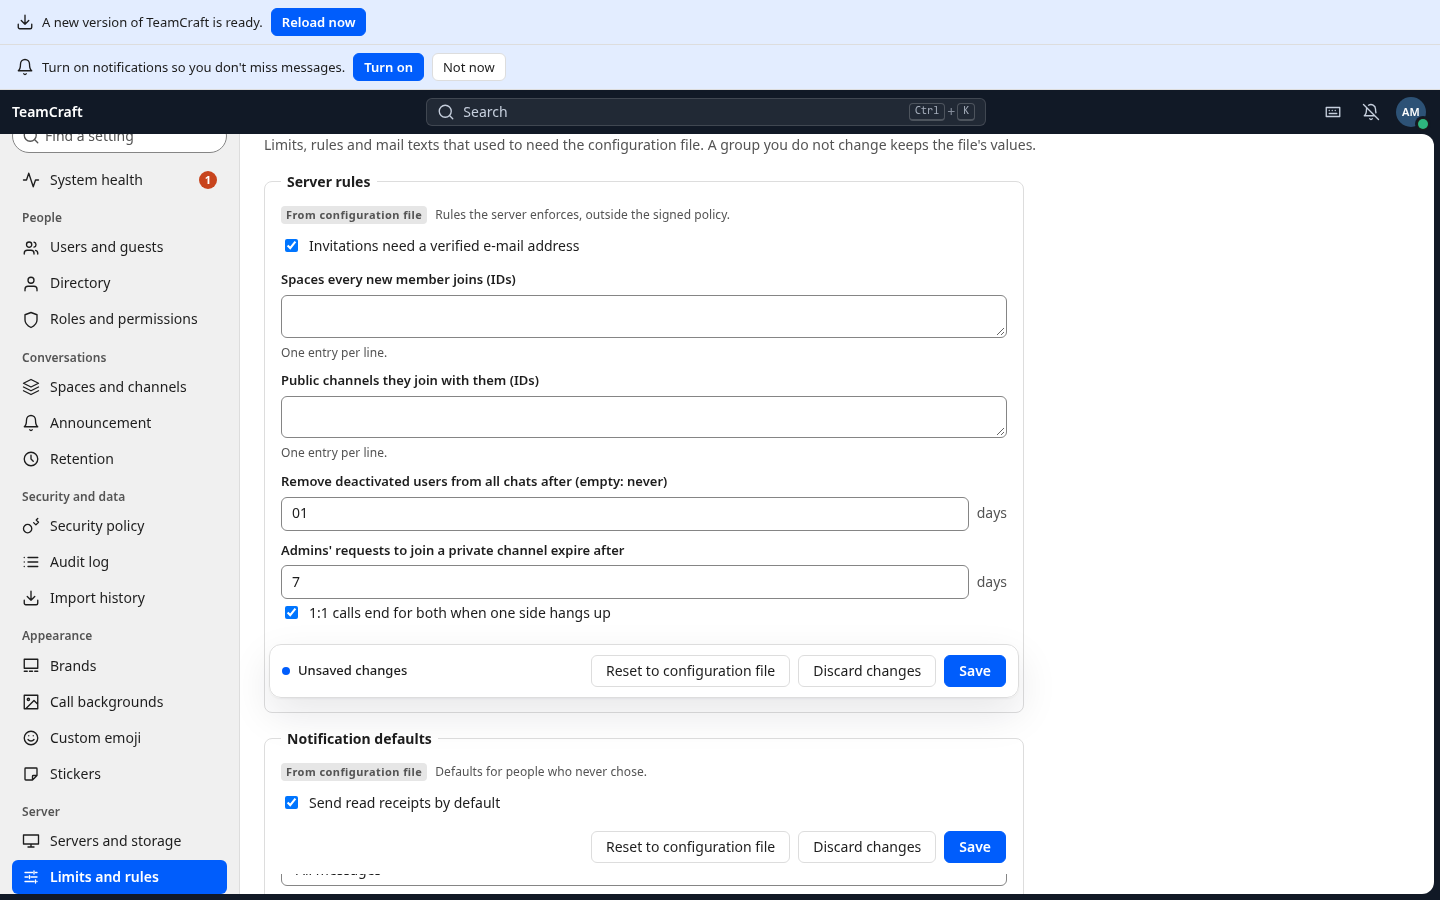 A new version of TeamCraft is ready. Reload now
Turn on notifications so you don't miss messages. Turn on Not now
TeamCraft Search Ctrl + K AM
Find a setting
System health 1
People
Users and guests
Directory
Roles and permissions
Conversations
Spaces and channels
Announcement
Retention
Security and data
Security policy
Audit log
Import history
Appearance
Brands
Call backgrounds
Custom emoji
Stickers
Server
Servers and storage
Limits and rules
Limits, rules and mail texts that used to need the configuration file. A group you do not change keeps the file's values.
Server rules
From configuration file Rules the server enforces, outside the signed policy.
Invitations need a verified e-mail address
Spaces every new member joins (IDs)
One entry per line.
Public channels they join with them (IDs)
One entry per line.
Remove deactivated users from all chats after (empty: never)
01 days
Admins' requests to join a private channel expire after
7 days
1:1 calls end for both when one side hangs up
Unsaved changes Reset to configuration file Discard changes Save
Notification defaults
From configuration file Defaults for people who never chose.
Send read receipts by default
Reset to configuration file Discard changes Save